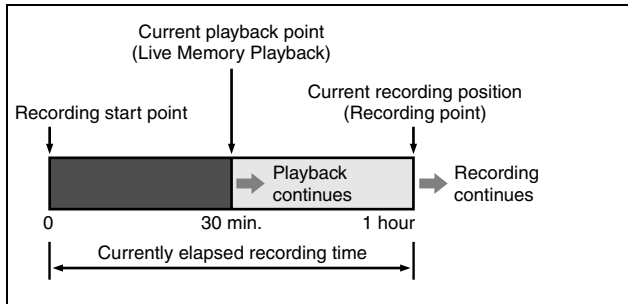 Current playback point
(Live Memory Playback)
Current recording position
(Recording point)
Recording start point
Playback
continues
Recording
continues
0
30 min.
1 hour
Currently elapsed recording time